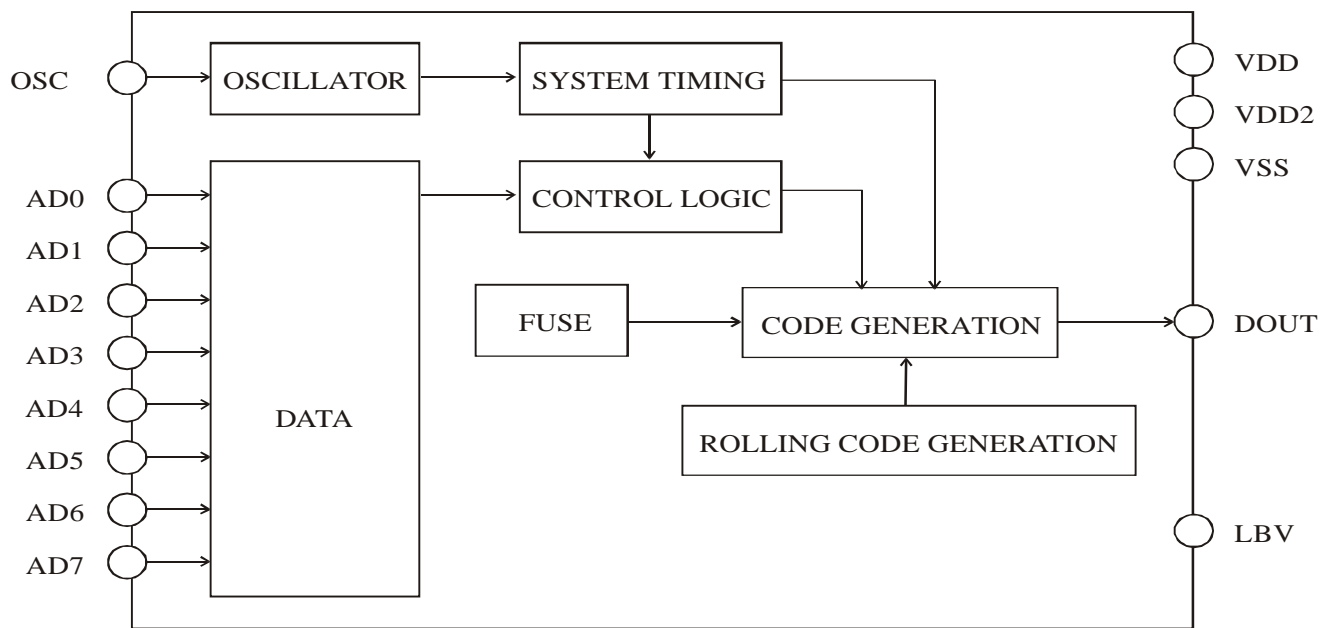 OSC
OSCILLATOR
SYSTEM TIMING
VDD
VDD2
VSS
AD0
AD1
AD2
AD3
AD4
AD5
AD6
AD7
DATA
CONTROL LOGIC
FUSE
CODE GENERATION
DOUT
ROLLING CODE GENERATION
LBV